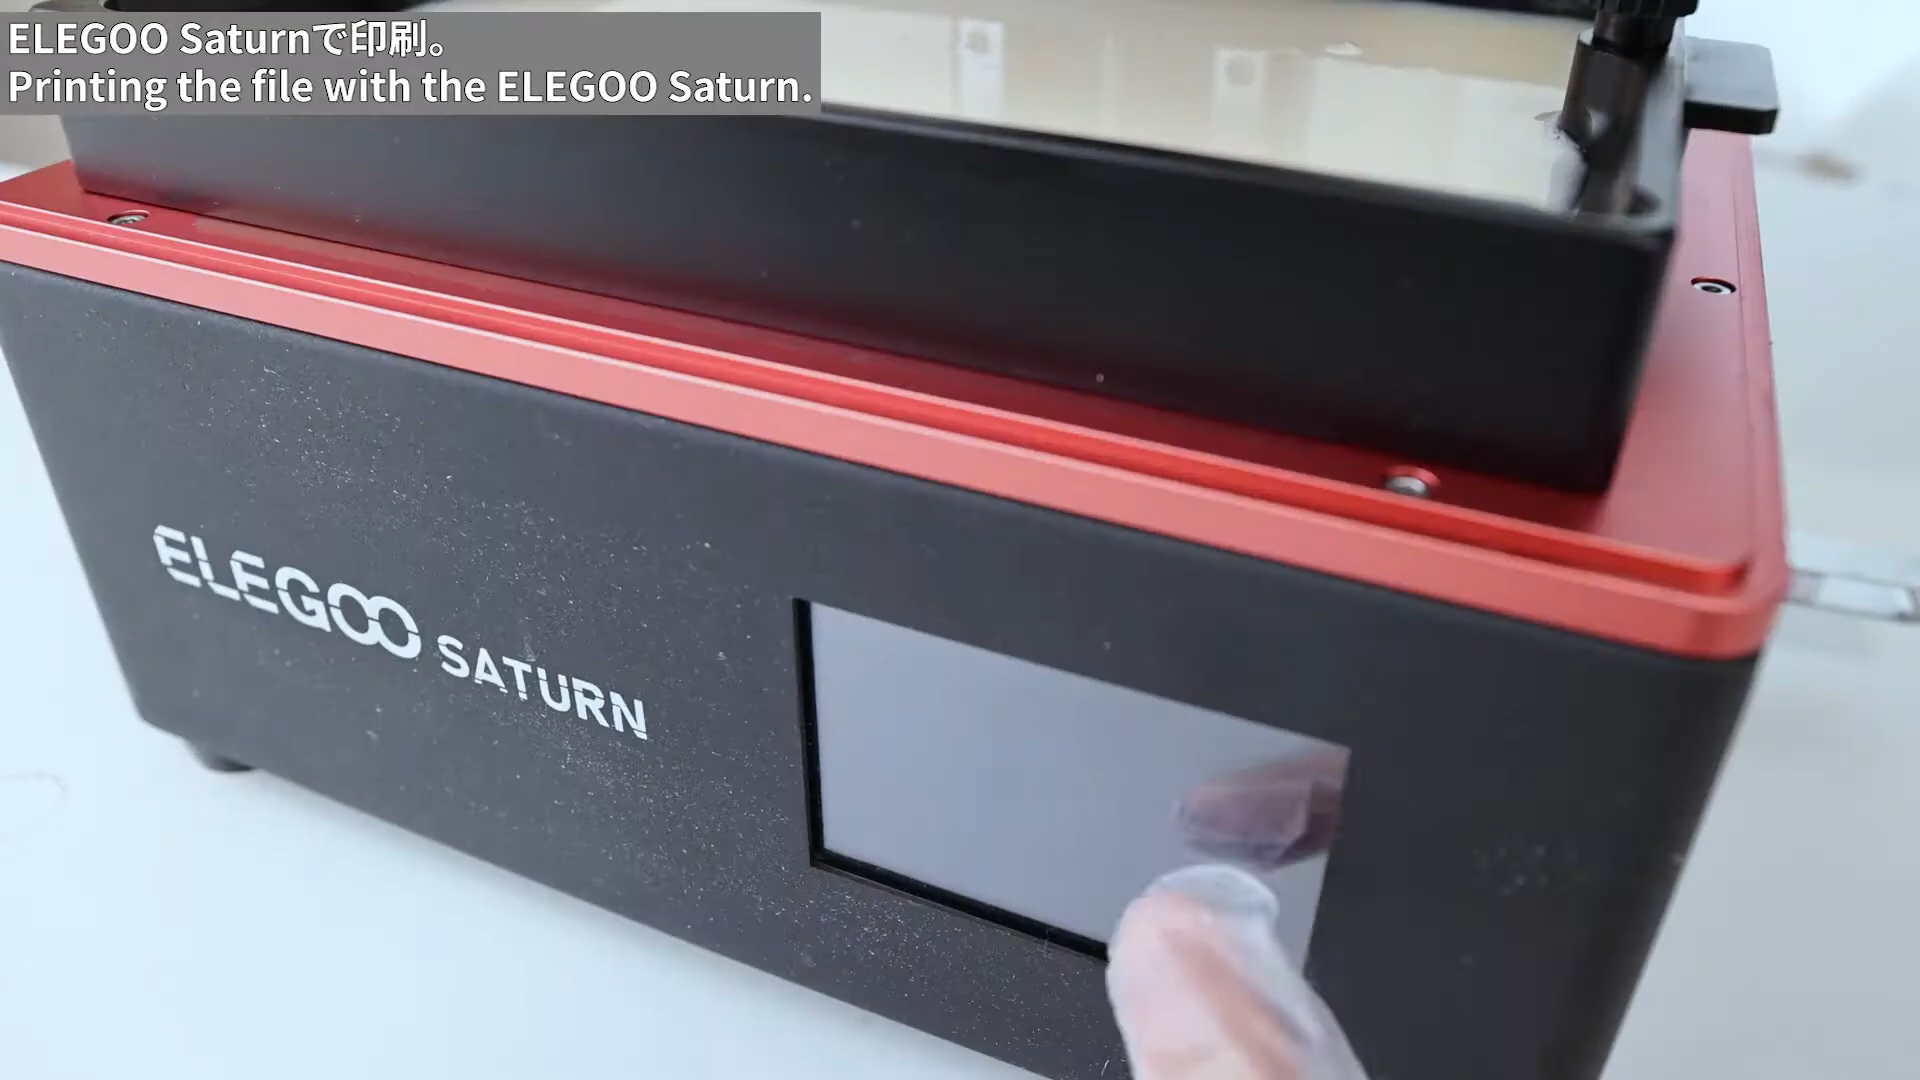 ELEGOO Saturnで印刷。
Printing the file with the ELEGOO Saturn.
ELEGOO SATURN